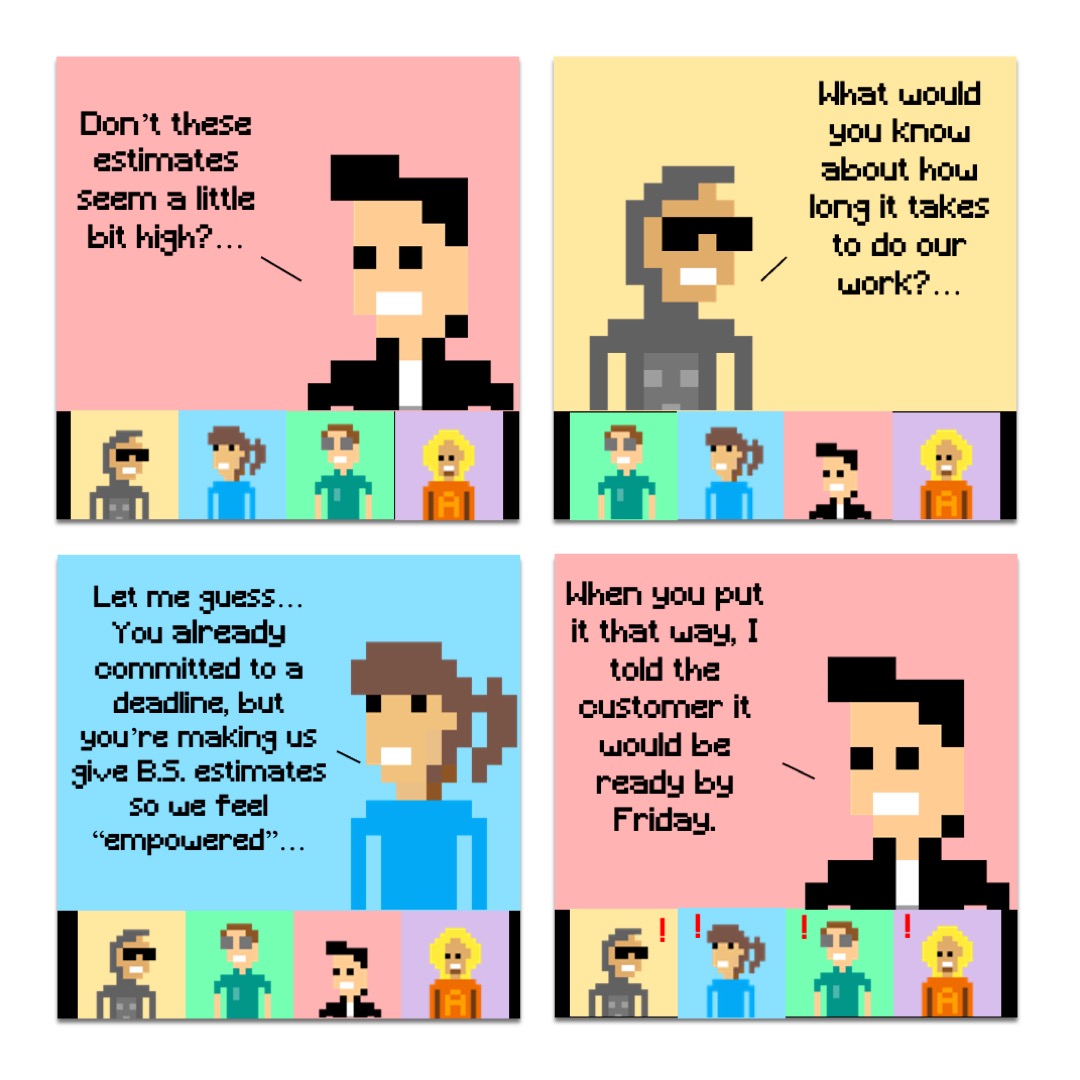 Don't these
estimates
seem a little
bit high?...
What would
you know
about how
long it takes
to do our
work?...
Let me guess...
You already
committed to a
deadline, but
you're making us
give B.S. estimates
so we feel
“empowered”...
When you put
it that way, I
told the
customer it
would be
ready by
Friday.
! ! ! !